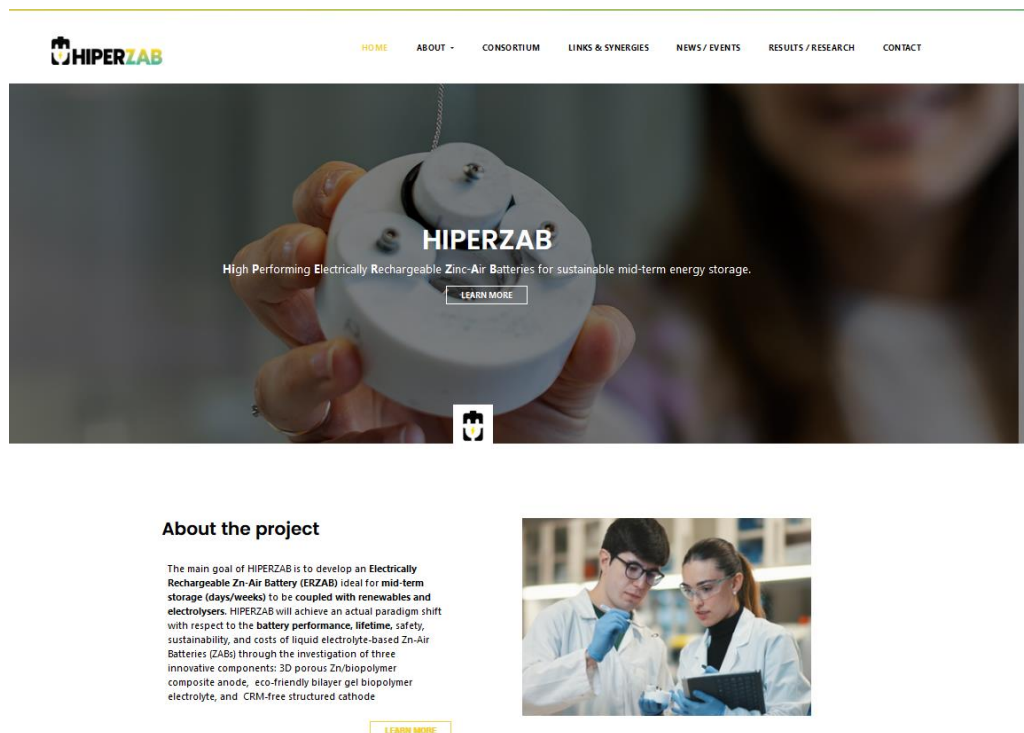 HIPERZAB
HOME
ABOUT
CONSORTIUM
LINKS & SYNERGIES
NEWS / EVENTS
RESULTS / RESEARCH
CONTACT
HIPERZAB
High Performing Electrically Rechargeable Zinc-Air Batteries for sustainable mid-term energy storage.
LEARN MORE
About the project
The main goal of HIPERZAB is to develop an Electrically
Rechargeable Zn-Air Battery (ERZAB) ideal for mid-term
storage (days/weeks) to be coupled with renewables and
electrolysers. HIPERZAB will achieve an actual paradigm shift
with respect to the battery performance, lifetime, safety,
sustainability, and costs of liquid electrolyte-based Zn-Air
Batteries (ZABs) through the investigation of three
innovative components: 3D porous Zn/biopolymer
composite anode, eco-friendly bilayer gel biopolymer
electrolyte, and CRM-free structured cathode
LEARN MORE